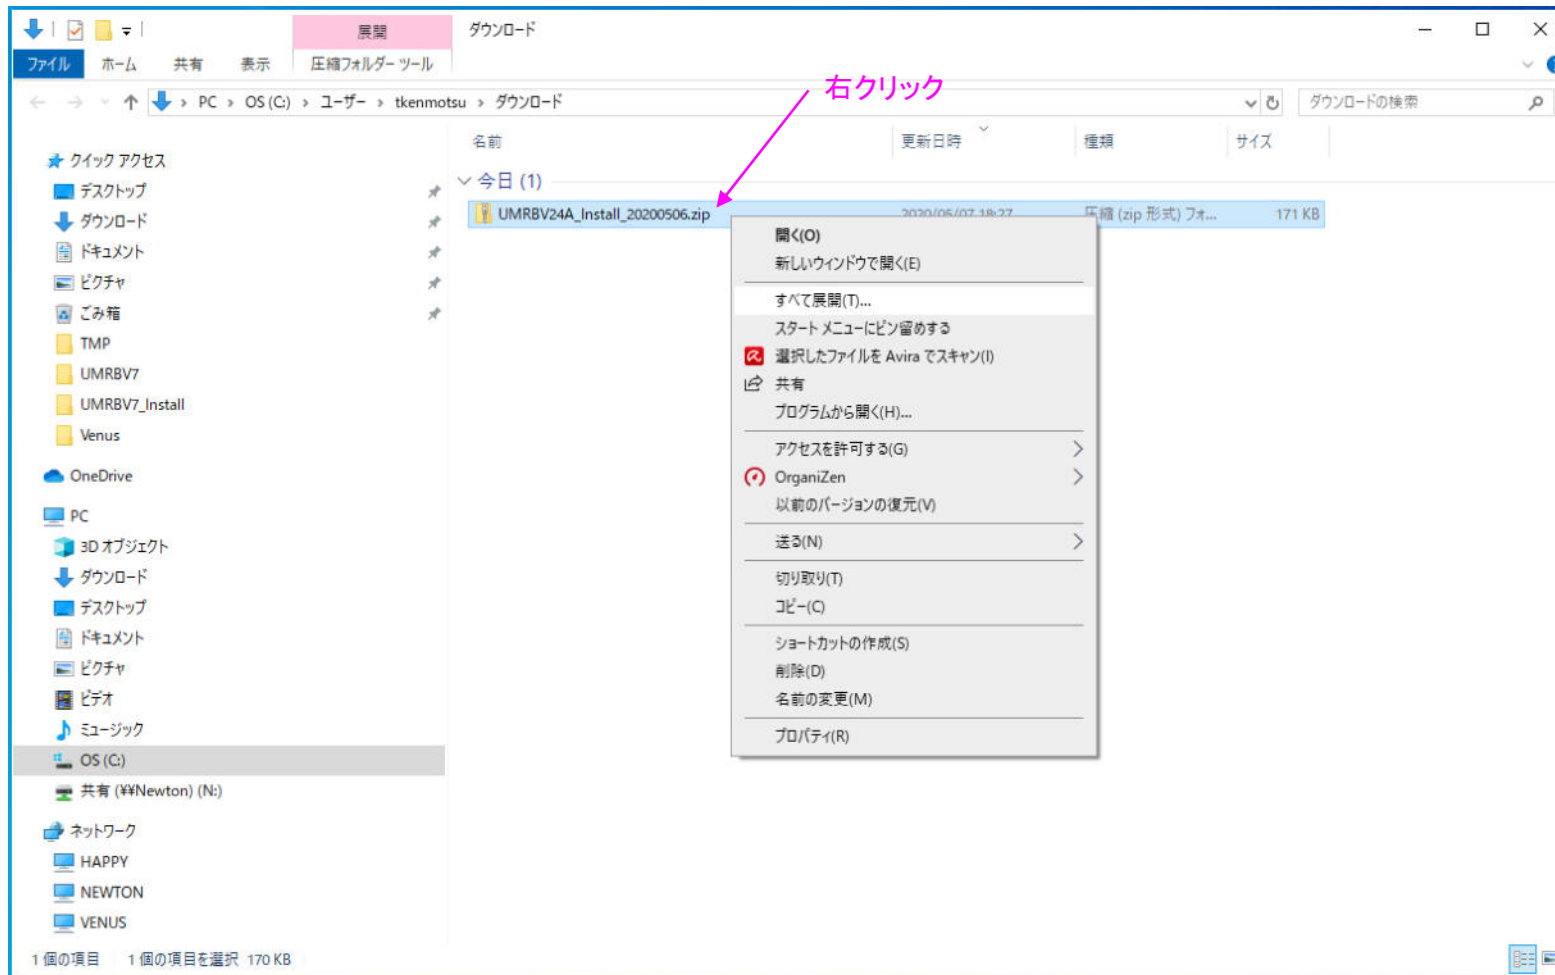 展開
ダウンロード
ファイル ホーム 共有 表示 圧縮フォルダー ツール
右クリック
PC › OS (C:) › ユーザー › tkenmotsu › ダウンロード
ダウンロードの検索
名前 更新日時 種類 サイズ
今日 (1)
UMRBV24A_Install_20200506.zip 2020/05/07 18:27 圧縮 (zip 形式) フォ... 171 KB
クイック アクセス
デスクトップ
ダウンロード
ドキュメント
ピクチャ
ごみ箱
TMP
UMRBV7
UMRBV7_Install
Venus
OneDrive
PC
3D オブジェクト
ダウンロード
デスクトップ
ドキュメント
ピクチャ
ビデオ
ミュージック
OS (C:)
共有 (¥¥Newton) (N:)
ネットワーク
HAPPY
NEWTON
VENUS
開く(O)
新しいウィンドウで開く(E)
すべて展開(T)...
スタート メニューにピン留めする
選択したファイルを Avira でスキャン(I)
共有
プログラムから開く(H)...
アクセスを許可する(G)
OrganiZen
以前のバージョンの復元(V)
送る(N)
切り取り(T)
コピー(C)
ショートカットの作成(S)
削除(D)
名前の変更(M)
プロパティ(R)
1 個の項目 1 個の項目を選択 170 KB